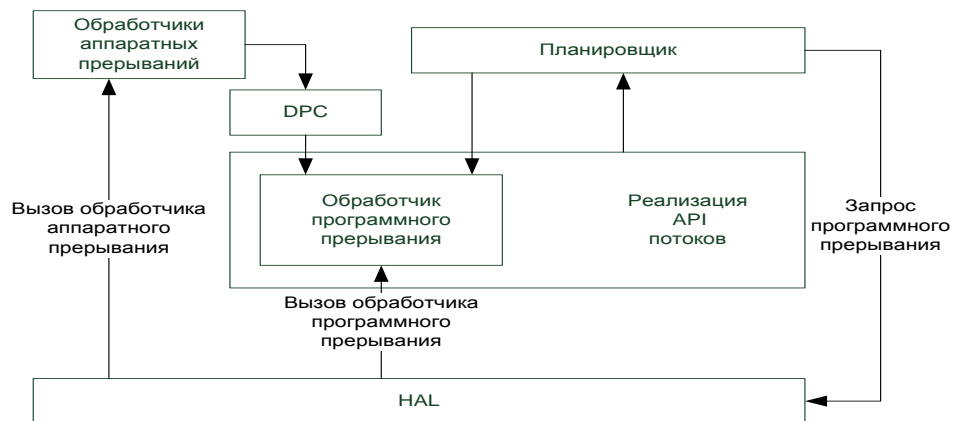 Обработчики
аппаратных
прерываний
Планировщик
DPC
Обработчик
программного
прерывания
Реализация
API
потоков
Вызов обработчика
аппаратного
прерывания
Запрос
программного
прерывания
Вызов обработчика
программного
прерывания
HAL